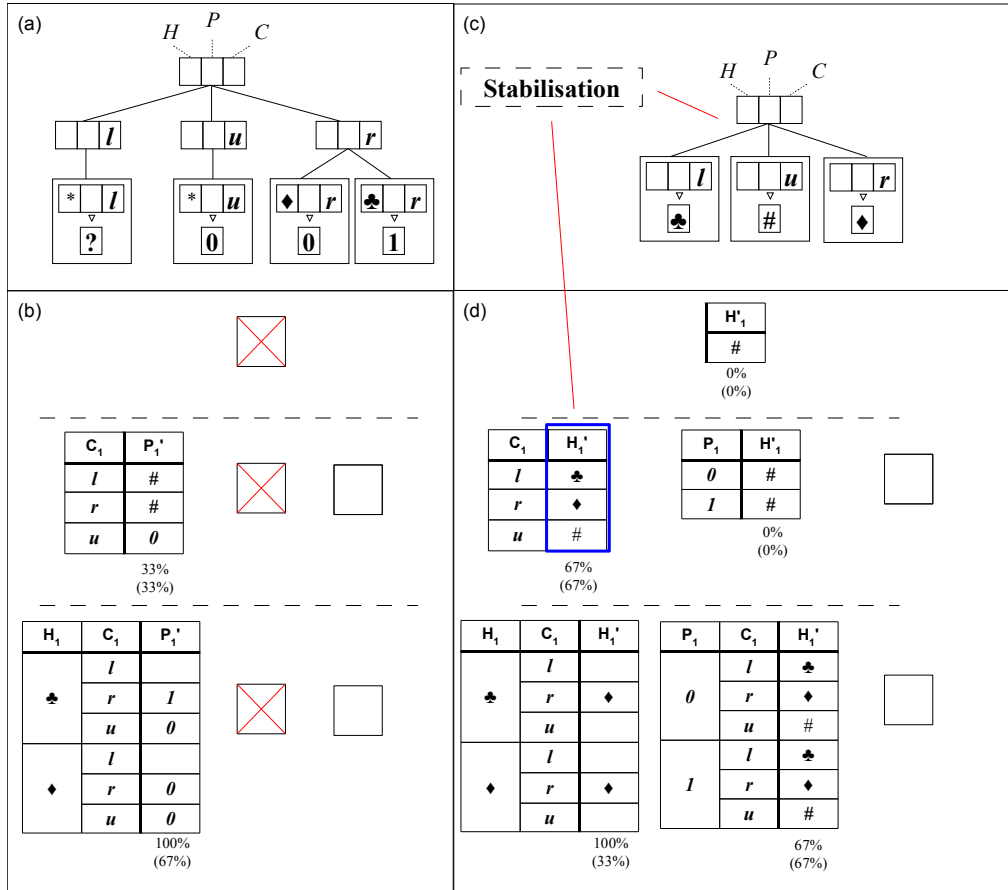 (a)
H P C
l u r
* l * u ♦ r ♣ r
? 0 0 1
(c)
Stabilisation
H P C
l u r
♣ # ♦
(b)
C₁ P₁'
l #
r #
u 0
33%
(33%)
H₁ C₁ P₁'
♣
l
r 1
u 0
♦
l
r 0
u 0
100%
(67%)
(d)
H'₁
#
0%
(0%)
C₁ H₁'
l ♣
r ♦
u #
67%
(67%)
P₁ H'₁
0 #
1 #
0%
(0%)
H₁ C₁ H₁'
♣
l
r ♦
u
♦
l
r ♦
u
100%
(33%)
P₁ C₁ H₁'
0
l ♣
r ♦
u #
1
l ♣
r ♦
u #
67%
(67%)